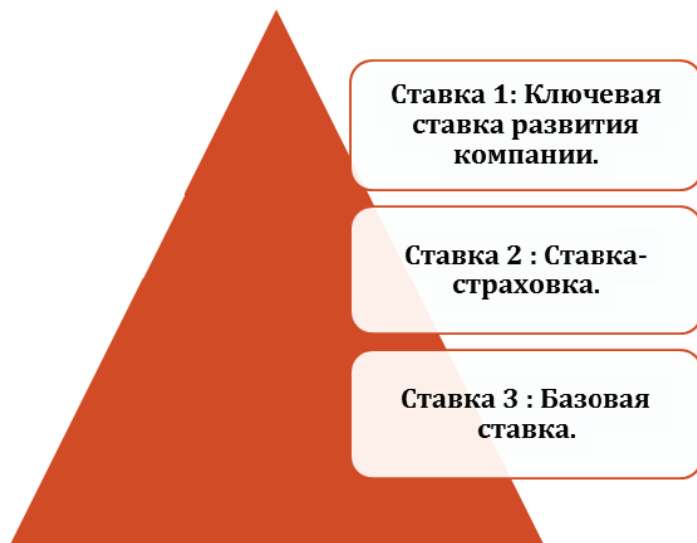 Ставка 1: Ключевая
ставка развития
компании.
Ставка 2 : Ставка-
страховка.
Ставка 3 : Базовая
ставка.